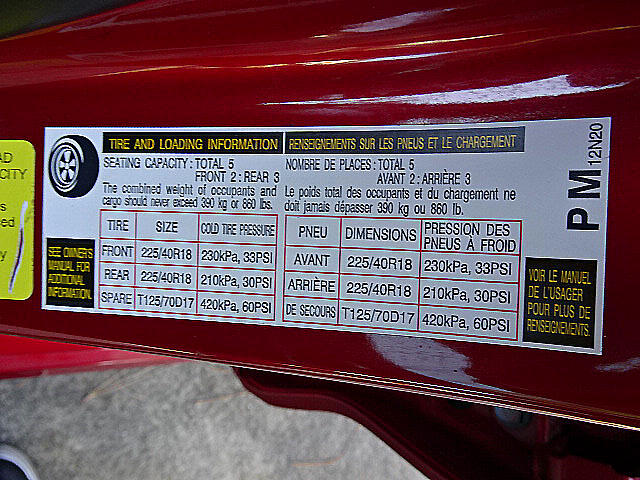 TIRE AND LOADING INFORMATION
SEATING CAPACITY: TOTAL 5
FRONT 2: REAR 3
The combined weight of occupants and
cargo should never exceed 390 kg or 860 lbs.
TIRE SIZE COLD TIRE PRESSURE
FRONT 225/40R18 230kPa, 33PSI
REAR 225/40R18 210kPa, 30PSI
SPARE T125/70D17 420kPa, 60PSI
SEE OWNER'S
MANUAL FOR
ADDITIONAL
INFORMATION.
RENSEIGNEMENTS SUR LES PNEUS ET LE CHARGEMENT
NOMBRE DE PLACES: TOTAL 5
AVANT 2: ARRIÈRE 3
Le poids total des occupants et du chargement ne
doit jamais dépasser 390 kg ou 860 lb.
PNEU DIMENSIONS PRESSION DES
PNEUS À FROID
AVANT 225/40R18 230kPa, 33PSI
ARRIÈRE 225/40R18 210kPa, 30PSI
DE SECOURS T125/70D17 420kPa, 60PSI
VOIR LE MANUEL
DE L'USAGER
POUR PLUS DE
RENSEIGNEMENTS
PM 12N20